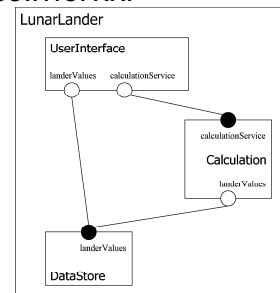 LunarLander
UserInterface
landerValues calculationService
calculationService
Calculation
landerValues
landerValues
DataStore